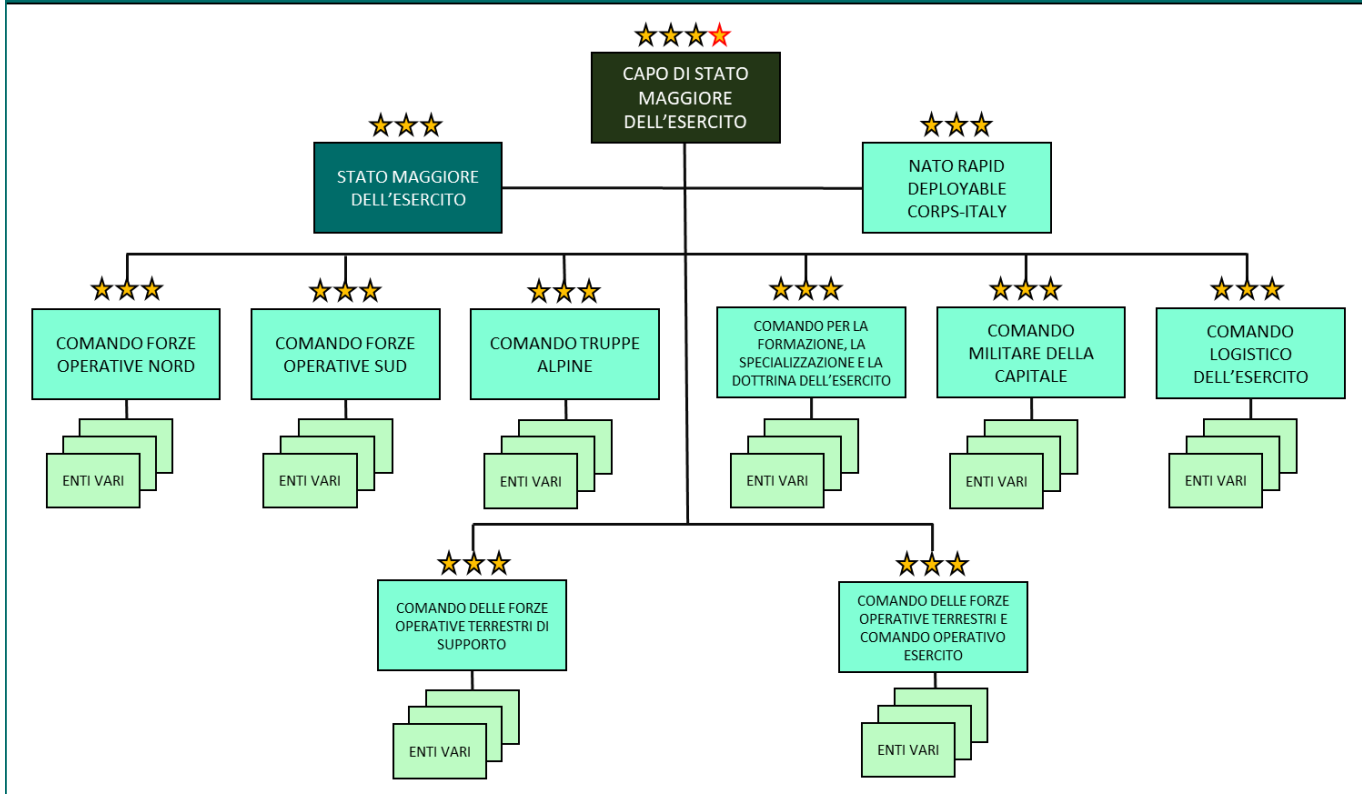 CAPO DI STATO
MAGGIORE
DELL'ESERCITO
STATO MAGGIORE
DELL'ESERCITO
NATO RAPID
DEPLOYABLE
CORPS-ITALY
COMANDO FORZE
OPERATIVE NORD
COMANDO FORZE
OPERATIVE SUD
COMANDO TRUPPE
ALPINE
COMANDO PER LA
FORMAZIONE, LA
SPECIALIZZAZIONE E LA
DOTTRINA DELL'ESERCITO
COMANDO
MILITARE DELLA
CAPITALE
COMANDO
LOGISTICO
DELL'ESERCITO
ENTI VARI
ENTI VARI
ENTI VARI
ENTI VARI
ENTI VARI
ENTI VARI
COMANDO DELLE FORZE
OPERATIVE TERRESTRI DI
SUPPORTO
COMANDO DELLE FORZE
OPERATIVE TERRESTRI E
COMANDO OPERATIVO
ESERCITO
ENTI VARI
ENTI VARI